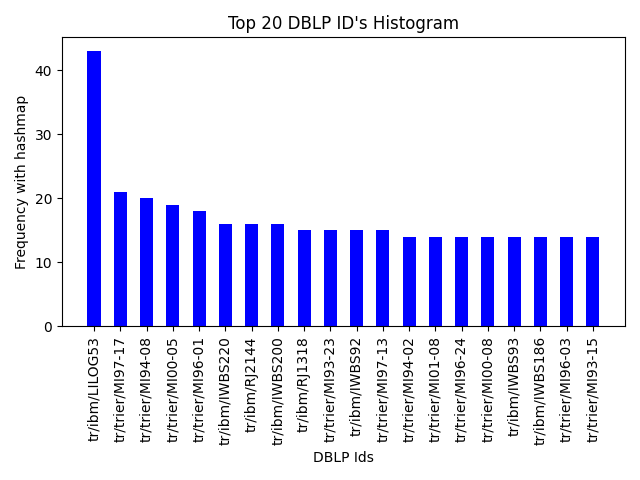 Top 20 DBLP ID's Histogram
Frequency with hashmap
40
30
20
10
0
tr/ibm/LILOG53
tr/trier/MI97-17
tr/trier/MI94-08
tr/trier/MI00-05
tr/trier/MI96-01
tr/ibm/IWBS220
tr/ibm/RJ2144
tr/ibm/IWBS200
tr/ibm/RJ1318
tr/trier/MI93-23
tr/ibm/IWBS92
tr/trier/MI97-13
tr/trier/MI94-02
tr/trier/MI01-08
tr/trier/MI96-24
tr/trier/MI00-08
tr/ibm/IWBS93
tr/ibm/IWBS186
tr/trier/MI96-03
tr/trier/MI93-15
DBLP Ids